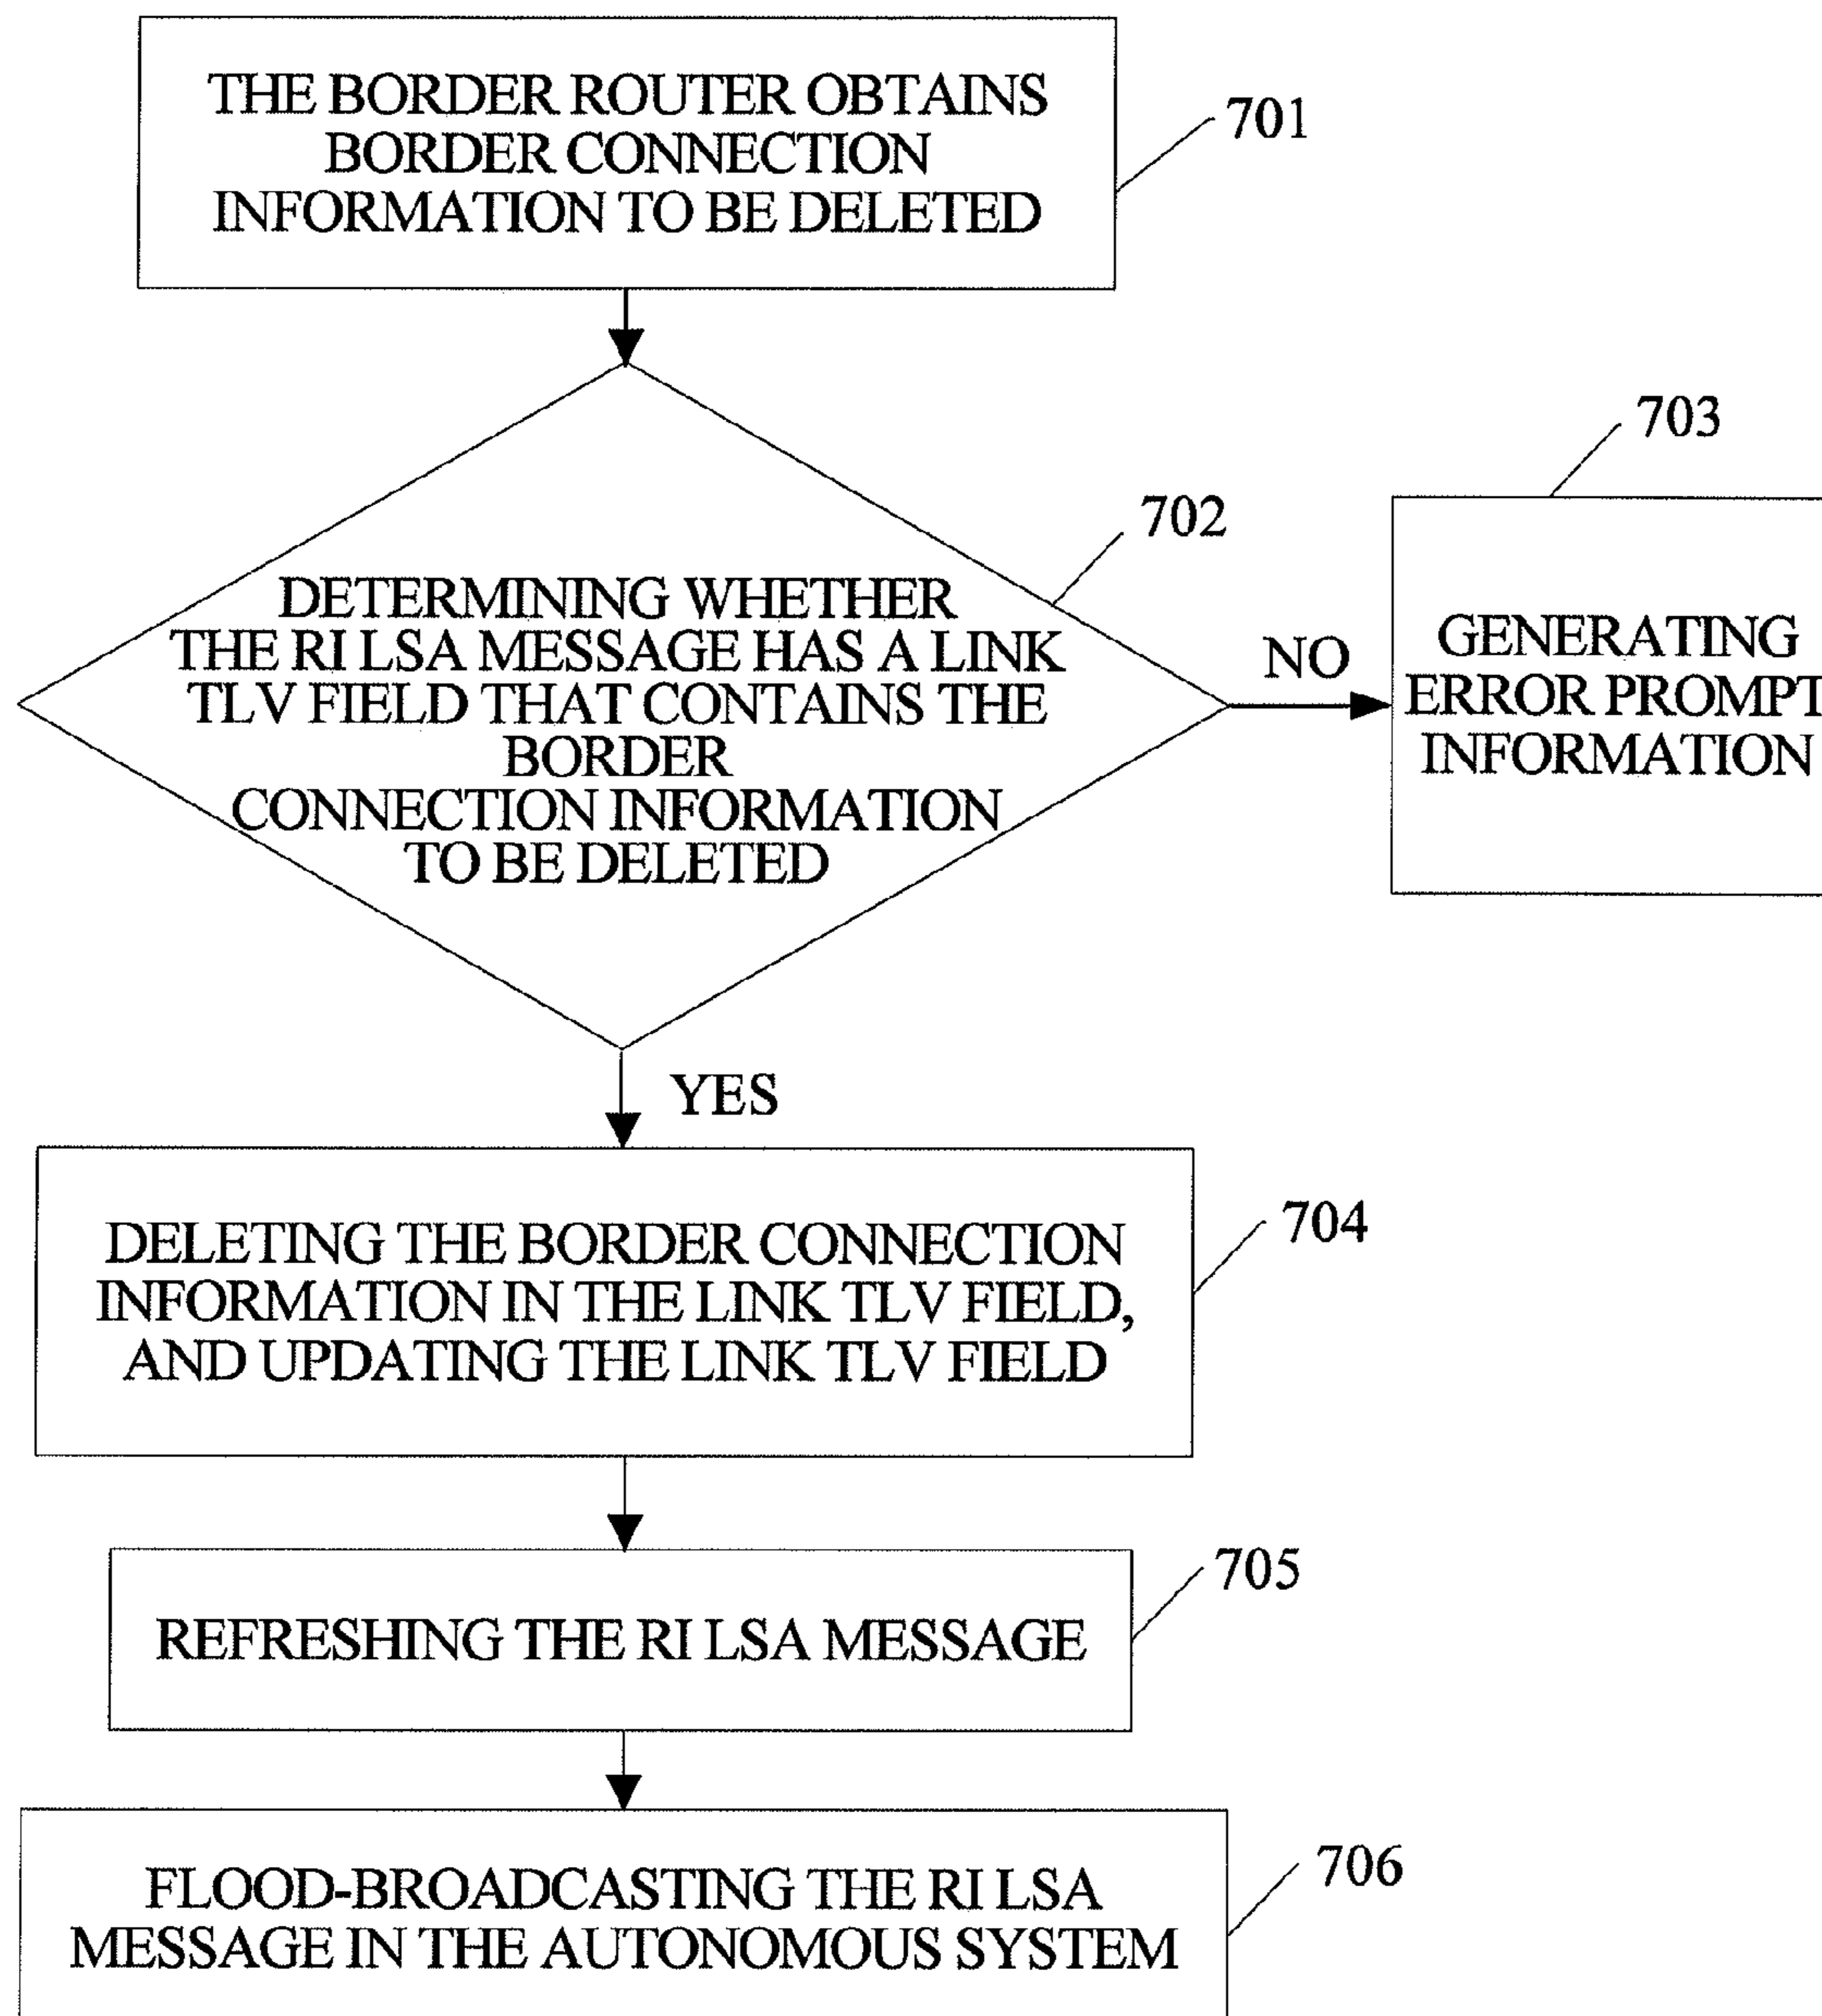 THE BORDER ROUTER OBTAINS
BORDER CONNECTION
INFORMATION TO BE DELETED
701
702
DETERMINING WHETHER
THE RI LSA MESSAGE HAS A LINK
TLV FIELD THAT CONTAINS THE
BORDER
CONNECTION INFORMATION
TO BE DELETED
NO
703
GENERATING
ERROR PROMPT
INFORMATION
YES
DELETING THE BORDER CONNECTION
INFORMATION IN THE LINK TLV FIELD,
AND UPDATING THE LINK TLV FIELD
704
REFRESHING THE RI LSA MESSAGE
705
FLOOD-BROADCASTING THE RI LSA
MESSAGE IN THE AUTONOMOUS SYSTEM
706